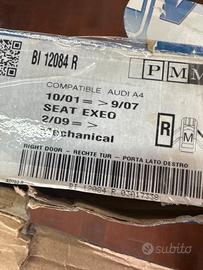 BI 12084 R
PMM
COMPATIBLE AUDI A4
10/01 = > 9/07
SEAT EXEO
2/09 = >
Mechanical
R
M
RIGHT DOOR - RECHTE TUR - PORTA LATO DESTRO
BI 12084 R 03A17338
subito